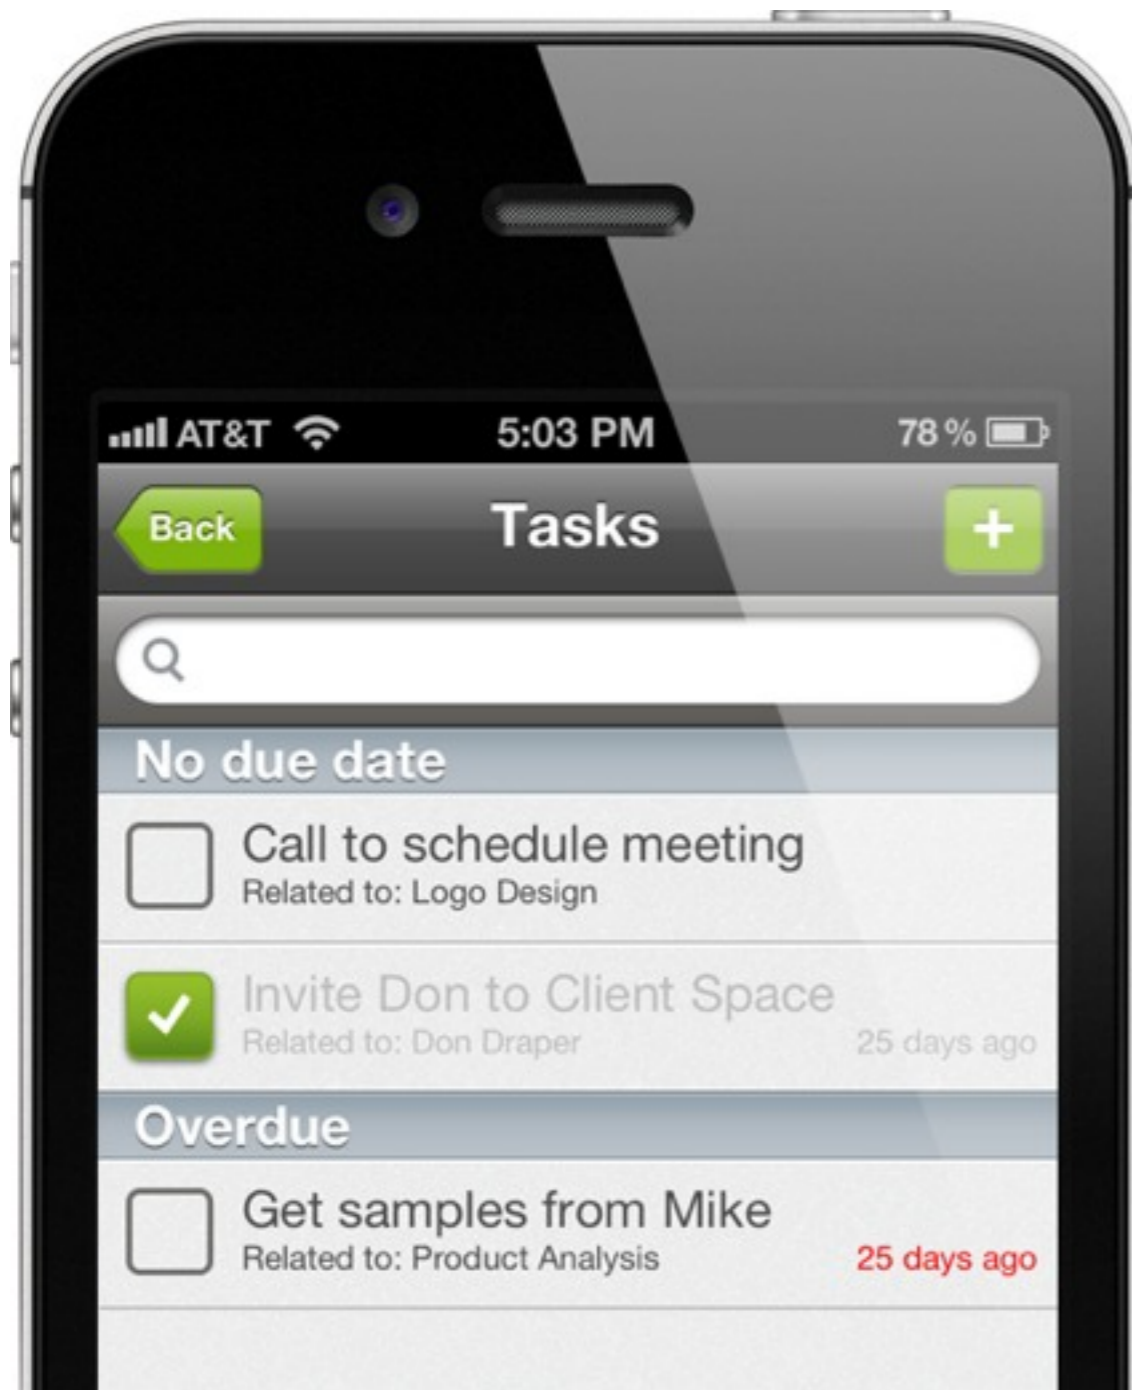 AT&T 5:03 PM 78%
Back Tasks +
No due date
Call to schedule meeting
Related to: Logo Design
Invite Don to Client Space
Related to: Don Draper 25 days ago
Overdue
Get samples from Mike
Related to: Product Analysis 25 days ago